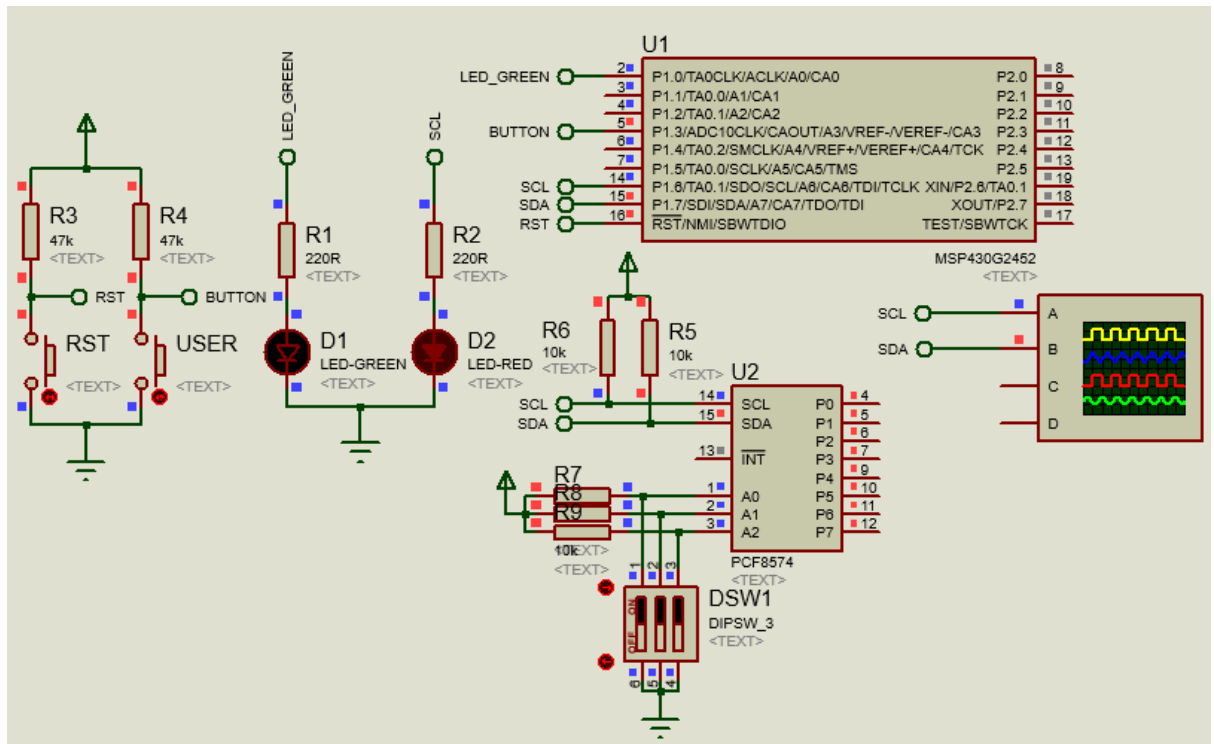 U1
LED_GREEN
SCL
LED_GREEN 2 P1.0/TA0CLK/ACLK/A0/CA0 P2.0 8
3 P1.1/TA0.0/A1/CA1 P2.1 9
4 P1.2/TA0.1/A2/CA2 P2.2 10
BUTTON 5 P1.3/ADC10CLK/CAOUT/A3/VREF-/VEREF-/CA3 P2.3 11
6 P1.4/TA0.2/SMCLK/A4/VREF+/VEREF+/CA4/TCK P2.4 12
7 P1.5/TA0.0/SCLK/A5/CA5/TMS P2.5 13
SCL 14 P1.6/TA0.1/SDO/SCL/A6/CA6/TDI/TCLK XIN/P2.6/TA0.1 19
SDA 15 P1.7/SDI/SDA/A7/CA7/TDO/TDI XOUT/P2.7 18
RST 16 RST/NMI/SBWTDIO TEST/SBWTCK 17
MSP430G2452
<TEXT>
R3
47k
<TEXT>
R4
47k
<TEXT>
R1
220R
<TEXT>
R2
220R
<TEXT>
RST
BUTTON
RST
<TEXT>
USER
<TEXT>
D1
LED-GREEN
<TEXT>
D2
LED-RED
<TEXT>
R6
10k
<TEXT>
R5
10k
<TEXT>
SCL A
SDA B
C
D
U2
SCL 14 SCL P0 4
SDA 15 SDA P1 5
P2 6
13 INT P3 7
P4 9
1 A0 P5 10
2 A1 P6 11
3 A2 P7 12
PCF8574
<TEXT>
R7
R8
R9
10k
<TEXT>
1 2 3
ON
OFF
6 5 4
DSW1
DIPSW_3
<TEXT>